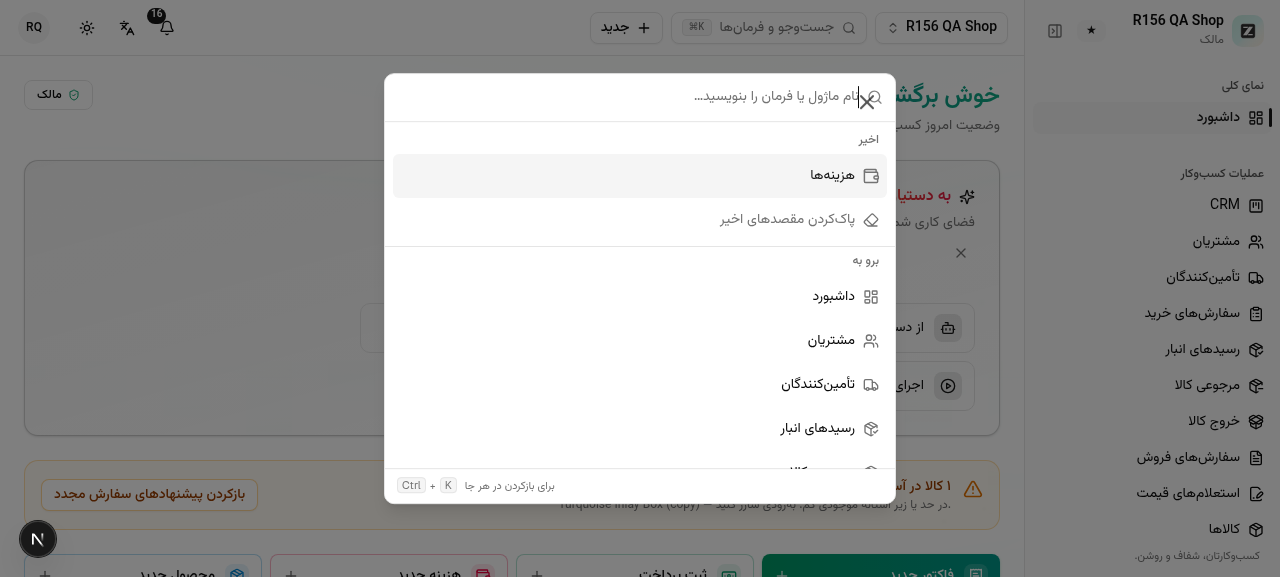 R156 QA Shop
مالک
نمای کلی
داشبورد
عملیات کسب‌وکار
CRM
مشتریان
تأمین‌کنندگان
سفارش‌های خرید
رسیدهای انبار
مرجوعی کالا
خروج کالا
سفارش‌های فروش
استعلام‌های قیمت
کالاها
کسب‌وکارتان، شفاف و روشن.
R156 QA Shop
جست‌وجو و فرمان‌ها ⌘K
جدید
16
RQ
خوش برگش
مالک
وضعیت امروز کسب
به دستیا
فضای کاری شد
از دس
اجرای
نام ماژول یا فرمان را بنویسید...
اخیر
هزینه‌ها
پاک‌کردن مقصدهای اخیر
برو به
داشبورد
مشتریان
تأمین‌کنندگان
رسیدهای انبار
برای بازکردن در هر جا Ctrl + K
۱ کالا در آس
بازکردن پیشنهادهای سفارش مجدد
فاکتور جدید
ثبت پرداخت
هزینه جدید
محصول جدید
N